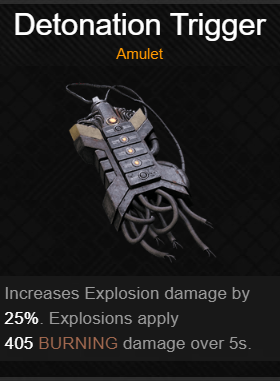 Detonation Trigger
Amulet
Increases Explosion damage by
25%. Explosions apply
405 BURNING damage over 5s.